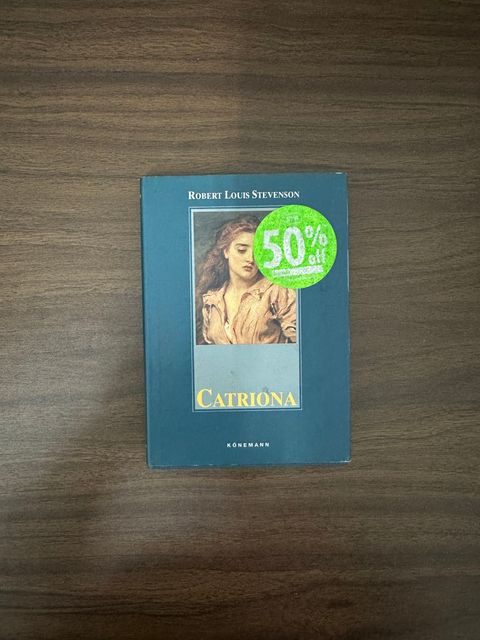 ROBERT LOUIS STEVENSON
50%
off
CATRIONA
KÖNEMANN